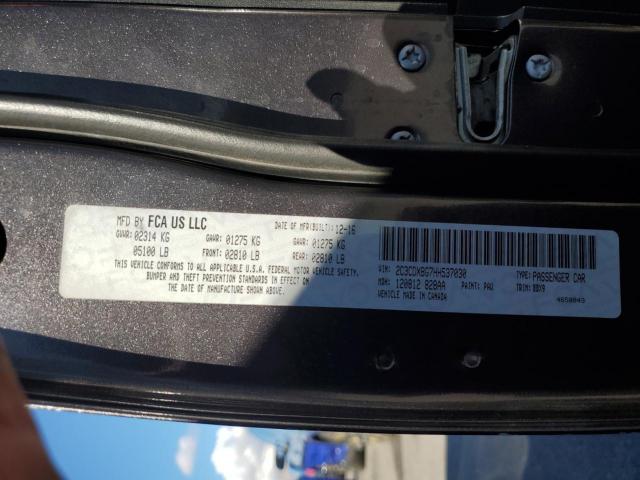 MFD BY FCA US LLC
DATE OF MFR(BUILT): 12-16
GVWR: 02314 KG
GAWR: 01275 KG
GAWR: 01275 KG
05100 LB
FRONT: 02810 LB
REAR: 02810 LB
THIS VEHICLE CONFORMS TO ALL APPLICABLE U.S.A. FEDERAL MOTOR VEHICLE SAFETY,
BUMPER AND THEFT PREVENTION STANDARDS IN EFFECT ON
THE DATE OF MANUFACTURE SHOWN ABOVE.
VIN: 2C3CDXBG7HH537030
TYPE: PASSENGER CAR
MDH: 120812 828AA
PAINT: PAU
TRIM: BBX9
VEHICLE MADE IN CANADA
4650843